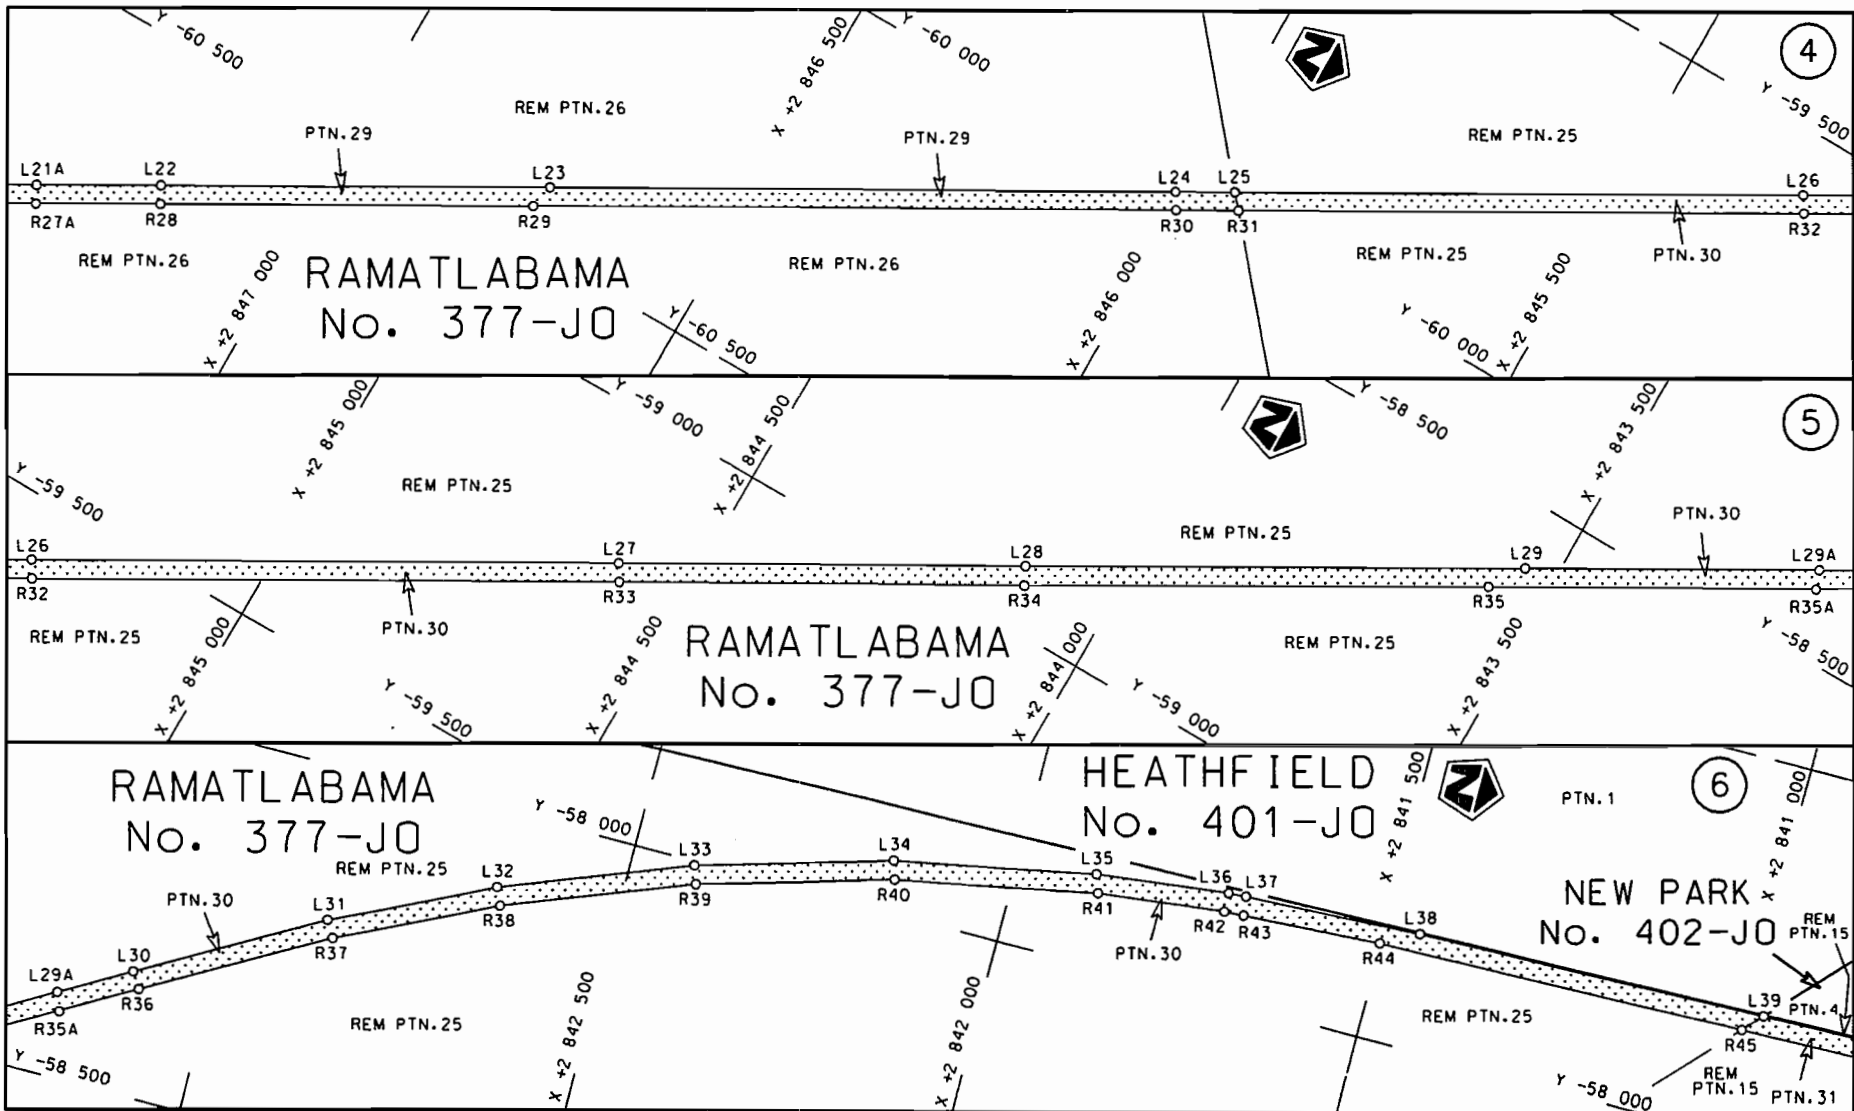 Y -60 500
X +2 846 500
Y -60 000
N
4
Y -59 500
REM PTN.26
PTN.29
PTN.29
REM PTN.25
L21A
L22
L23
L24
L25
L26
R27A
R28
R29
R30
R31
R32
REM PTN.26
X +2 847 000
RAMATLABAMA
No. 377-JO
REM PTN.26
REM PTN.25
PTN.30
Y -60 500
X +2 846 000
Y -60 000
X +2 845 500
X +2 845 000
Y -59 000
X +2 844 500
N
Y -58 500
X +2 843 500
5
Y -59 500
REM PTN.25
REM PTN.25
PTN.30
L26
L27
L28
L29
L29A
R32
R33
R34
R35
R35A
REM PTN.25
PTN.30
RAMATLABAMA
No. 377-JO
REM PTN.25
Y -58 500
X +2 845 000
Y -59 500
X +2 844 500
X +2 844 000
Y -59 000
X +2 843 500
RAMATLABAMA
No. 377-JO
Y -58 000
HEATHFIELD
No. 401-JO
X +2 841 500
N
PTN.1
6
X +2 841 000
REM PTN.25
PTN.30
L29A
L30
L31
L32
L33
L34
L35
L36
L37
L38
L39
NEW PARK
No. 402-JO
REM
PTN.15
PTN.4
R35A
R36
R37
R38
R39
R40
R41
R42
R43
R44
R45
PTN.30
REM PTN.25
REM PTN.25
Y -58 500
X +2 842 500
X +2 842 000
Y -58 000
REM
PTN.15
PTN.31